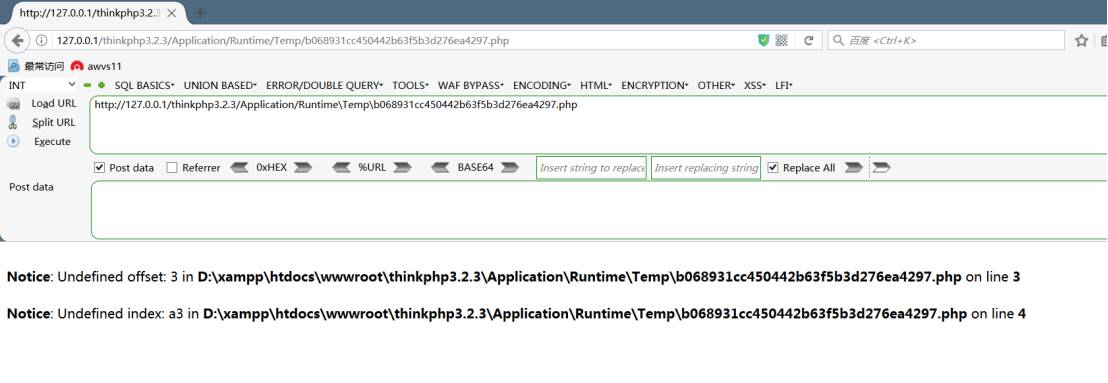 http://127.0.0.1/thinkphp3.2.3
127.0.0.1/thinkphp3.2.3/Application/Runtime/Temp/b068931cc450442b63f5b3d276ea4297.php
百度 <Ctrl+K>
最常访问 awvs11
INT SQL BASICS UNION BASED ERROR/DOUBLE QUERY TOOLS WAF BYPASS ENCODING HTML ENCRYPTION OTHER XSS LFI
Load URL http://127.0.0.1/thinkphp3.2.3/Application/Runtime\Temp\b068931cc450442b63f5b3d276ea4297.php
Split URL
Execute
Post data Referrer 0xHEX %URL BASE64 Insert string to replace Insert replacing string Replace All
Post data
Notice: Undefined offset: 3 in D:\xampp\htdocs\wwwroot\thinkphp3.2.3\Application\Runtime\Temp\b068931cc450442b63f5b3d276ea4297.php on line 3
Notice: Undefined index: a3 in D:\xampp\htdocs\wwwroot\thinkphp3.2.3\Application\Runtime\Temp\b068931cc450442b63f5b3d276ea4297.php on line 4